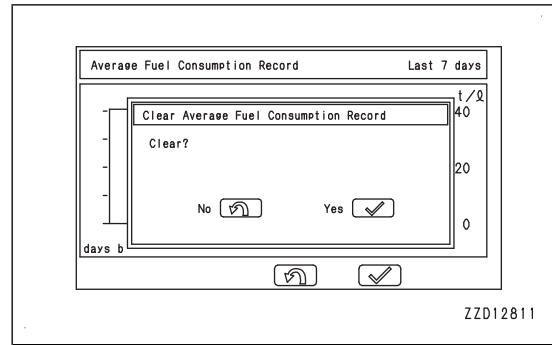 Average Fuel Consumption Record Last 7 days
t/ℓ
Clear Average Fuel Consumption Record
40
Clear?
20
No Yes
0
days b
ZZD12811